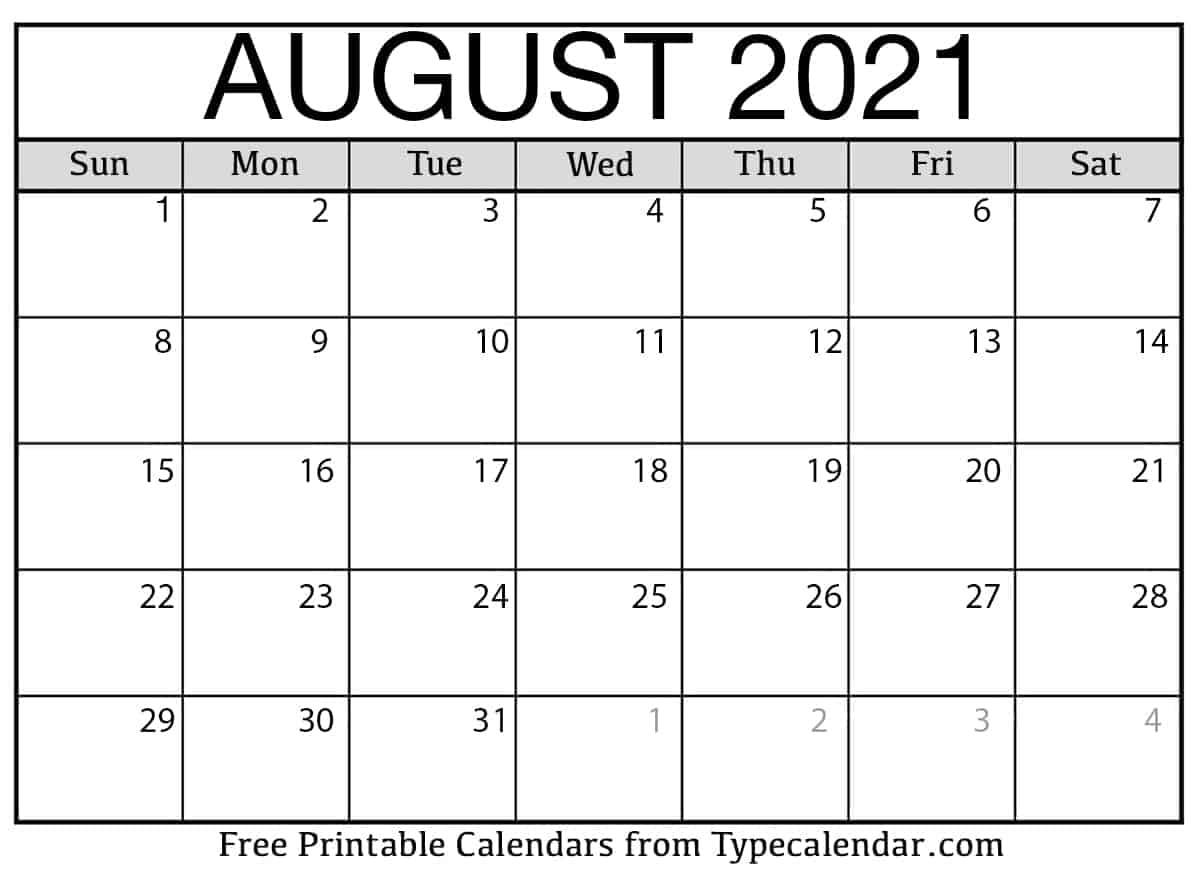 AUGUST 2021
Sun Mon Tue Wed Thu Fri Sat
1 2 3 4 5 6 7
8 9 10 11 12 13 14
15 16 17 18 19 20 21
22 23 24 25 26 27 28
29 30 31 1 2 3 4
Free Printable Calendars from Typecalendar.com